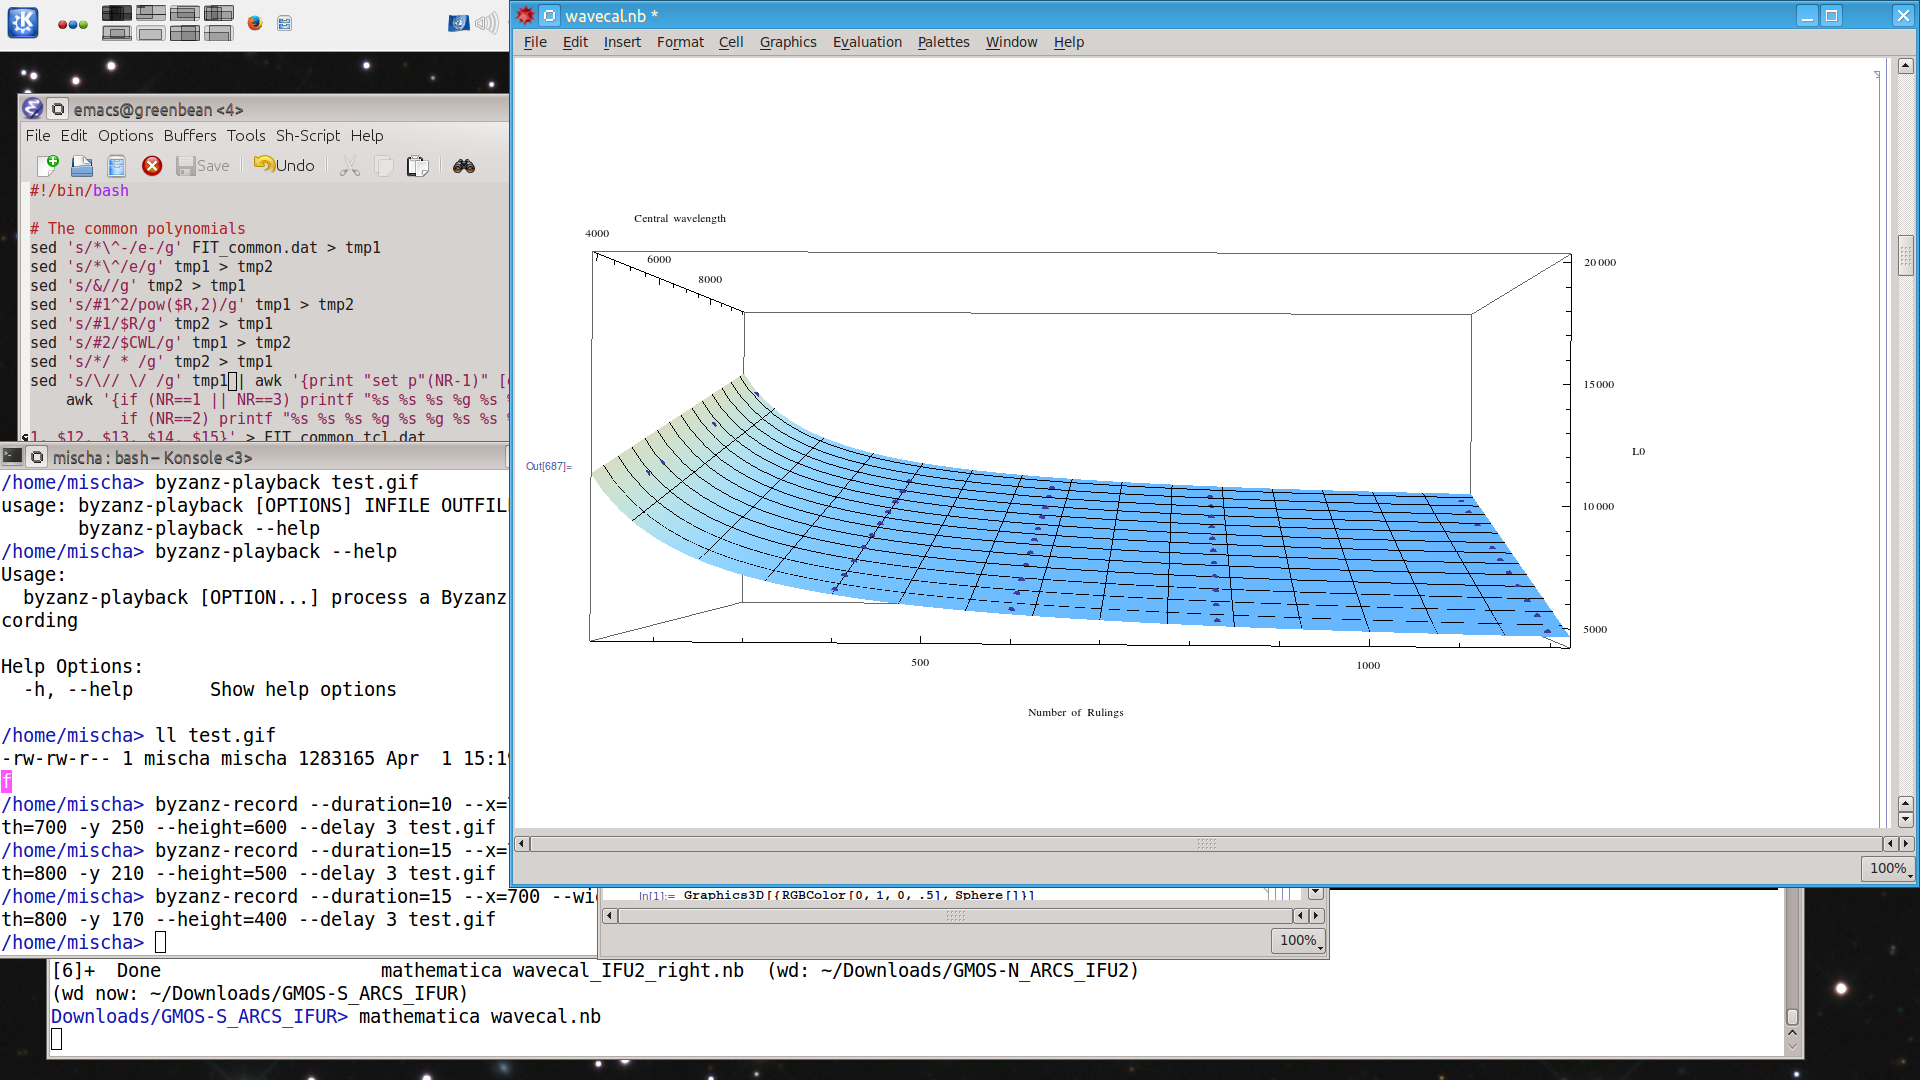 wavecal.nb *
File Edit Insert Format Cell Graphics Evaluation Palettes Window Help
Central wavelength
4000
6000
8000
20 000
15 000
L0
Out[687]=
10 000
5000
500
1000
Number of Rulings
100%
emacs@greenbean <4>
File Edit Options Buffers Tools Sh-Script Help
Save Undo
#!/bin/bash
# The common polynomials
sed 's/*\^-/e-/g' FIT_common.dat > tmp1
sed 's/*\^/e/g' tmp1 > tmp2
sed 's/&//g' tmp2 > tmp1
sed 's/#1^2/pow($R,2)/g' tmp1 > tmp2
sed 's/#1/$R/g' tmp2 > tmp1
sed 's/#2/$CWL/g' tmp1 > tmp2
sed 's/*/ * /g' tmp2 > tmp1
sed 's/\// \/ /g' tmp1 | awk '{print "set p"(NR-1)" [
awk '{if (NR==1 || NR==3) printf "%s %s %s %g %s
if (NR==2) printf "%s %s %s %g %s %g %s %s
1, $12, $13, $14, $15}' > FIT_common_tcl.dat
mischa : bash – Konsole <3>
/home/mischa> byzanz-playback test.gif
usage: byzanz-playback [OPTIONS] INFILE OUTFIL
byzanz-playback --help
/home/mischa> byzanz-playback --help
Usage:
byzanz-playback [OPTION...] process a Byzanz
cording
Help Options:
-h, --help Show help options
/home/mischa> ll test.gif
-rw-rw-r-- 1 mischa mischa 1283165 Apr 1 15:1
f
/home/mischa> byzanz-record --duration=10 --x=
th=700 -y 250 --height=600 --delay 3 test.gif
/home/mischa> byzanz-record --duration=15 --x=
th=800 -y 210 --height=500 --delay 3 test.gif
/home/mischa> byzanz-record --duration=15 --x=700 --wi
th=800 -y 170 --height=400 --delay 3 test.gif
/home/mischa>
In[1]:= Graphics3D[{RGBColor[0, 1, 0, .5], Sphere[]}]
100%
[6]+ Done mathematica wavecal_IFU2_right.nb (wd: ~/Downloads/GMOS-N_ARCS_IFU2)
(wd now: ~/Downloads/GMOS-S_ARCS_IFUR)
Downloads/GMOS-S_ARCS_IFUR> mathematica wavecal.nb